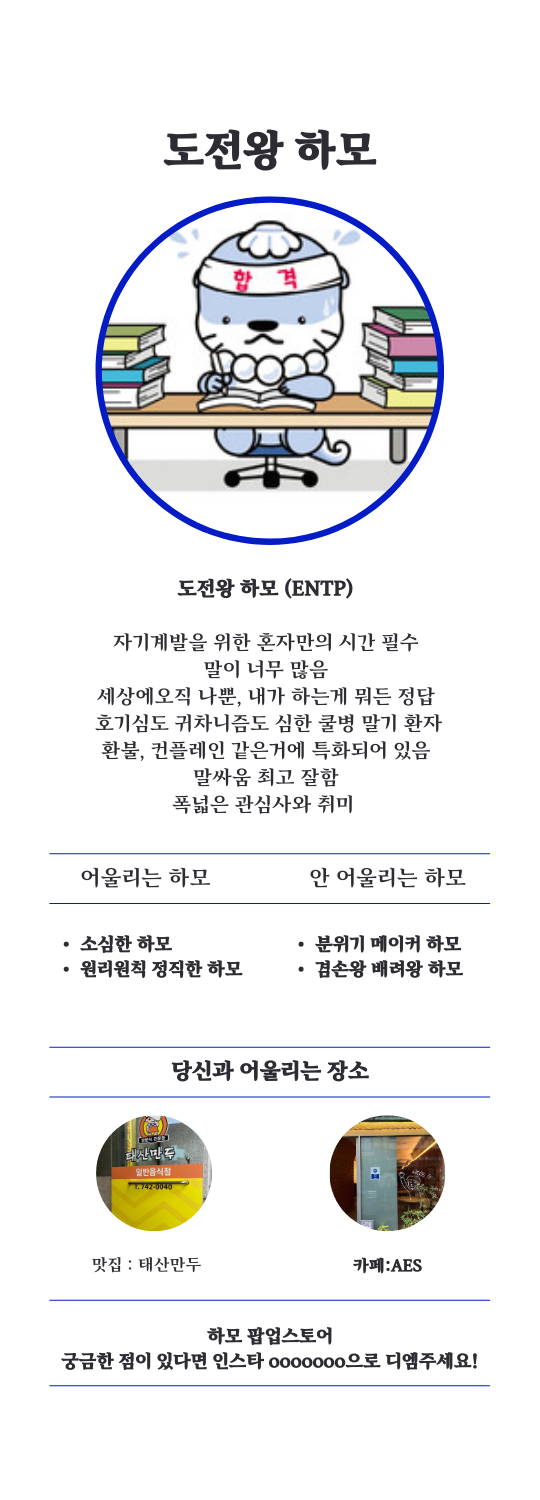 도전왕 하모
합 격
도전왕 하모 (ENTP)
자기계발을 위한 혼자만의 시간 필수
말이 너무 많음
세상에오직 나뿐, 내가 하는게 뭐든 정답
호기심도 귀차니즘도 심한 쿨병 말기 환자
환불, 컨플레인 같은거에 특화되어 있음
말싸움 최고 잘함
폭넓은 관심사와 취미
어울리는 하모
안 어울리는 하모
• 소심한 하모
• 원리원칙 정직한 하모
• 분위기 메이커 하모
• 겸손왕 배려왕 하모
당신과 어울리는 장소
태산만두
일반음식점
T. 742-0040
맛집 : 태산만두
카페:AES
하모 팝업스토어
궁금한 점이 있다면 인스타 ooooooo으로 디엠주세요!